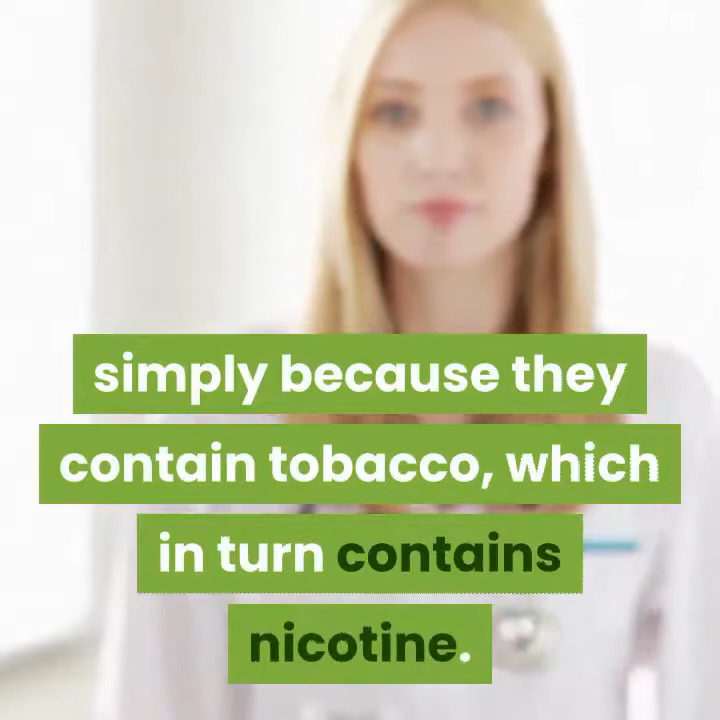 simply because they
contain tobacco, which
in turn contains
nicotine.